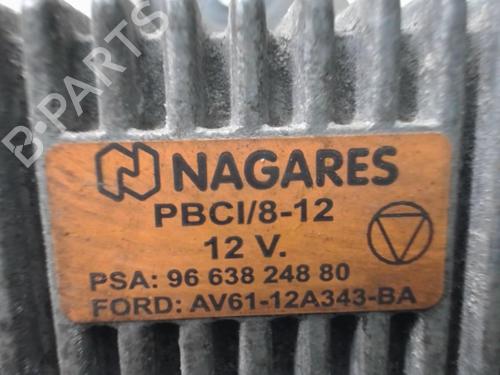 B-PARTS
NAGARES
PBCI/8-12
12 V.
PSA: 96 638 248 80
FORD: AV61-12A343-BA